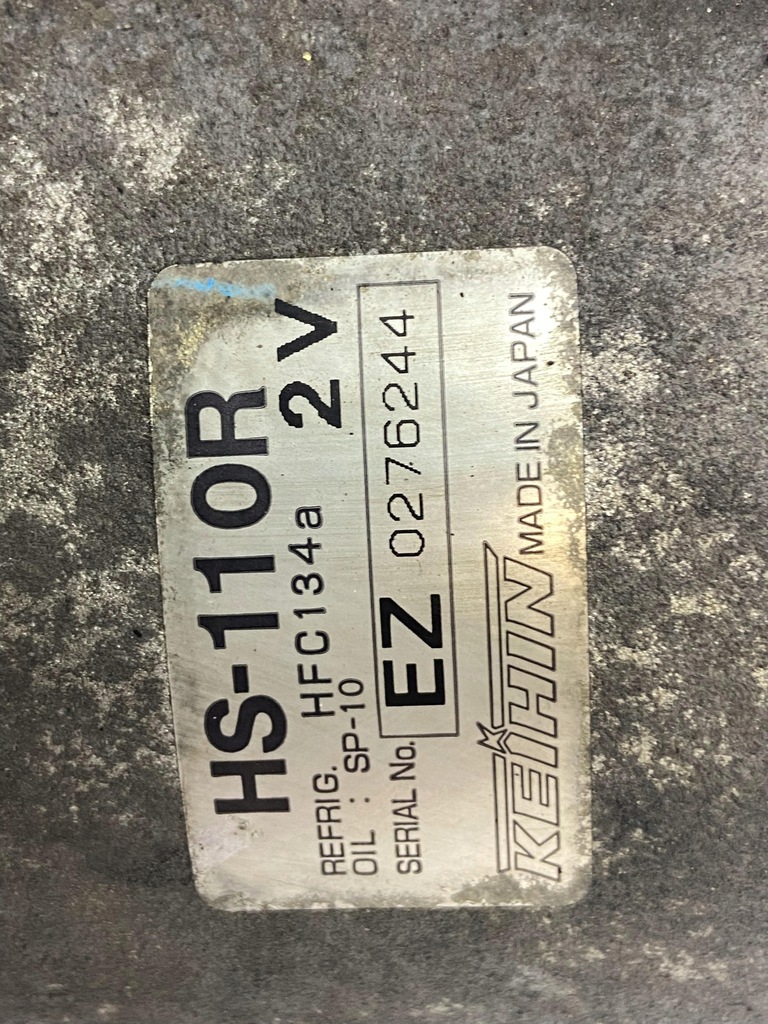 HS-110R
REFRIG. HFC134a 2V
OIL : SP-10
SERIAL No. EZ 0276244
KEIHIN MADE IN JAPAN